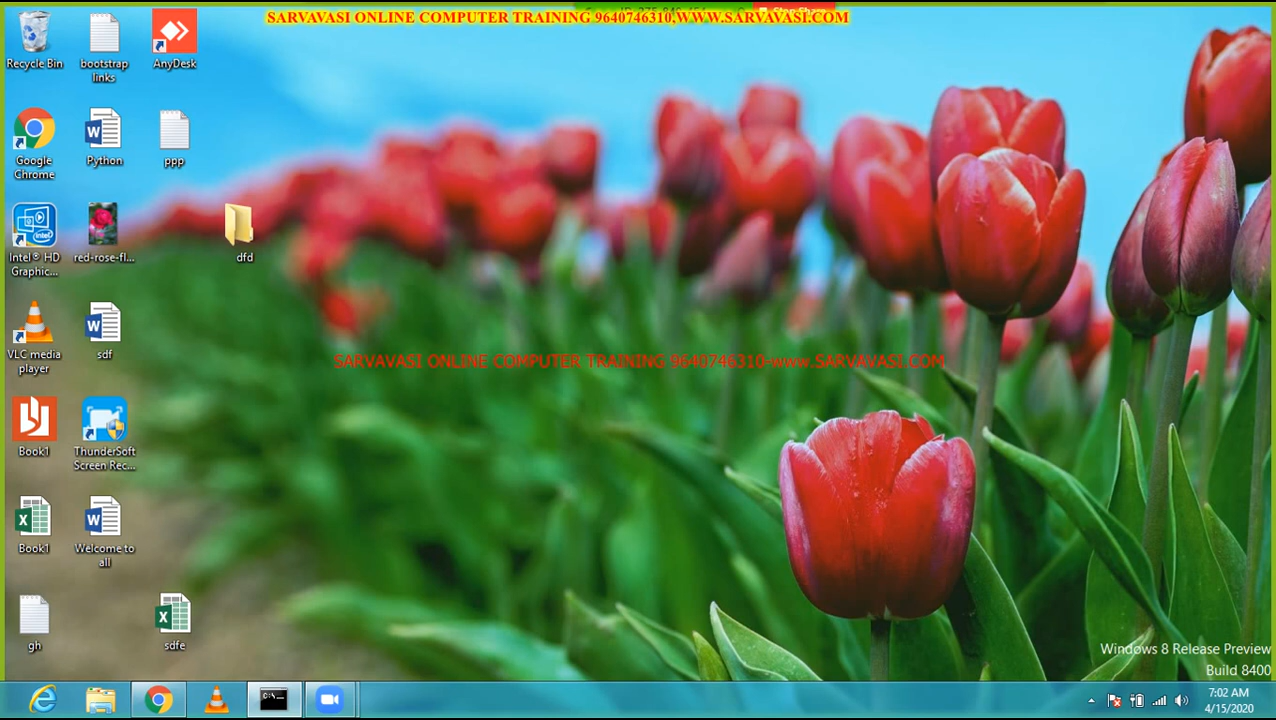 SARVAVASI ONLINE COMPUTER TRAINING 9640746310,WWW.SARVAVASI.COM
Recycle Bin
bootstrap
links
AnyDesk
Google
Chrome
Python
ppp
Intel® HD
Graphic...
red-rose-fl...
dfd
VLC media
player
sdf
SARVAVASI ONLINE COMPUTER TRAINING 9640746310-www.SARVAVASI.COM
Book1
ThunderSoft
Screen Rec...
Book1
Welcome to
all
gh
sdfe
Windows 8 Release Preview
Build 8400
7:02 AM
4/15/2020